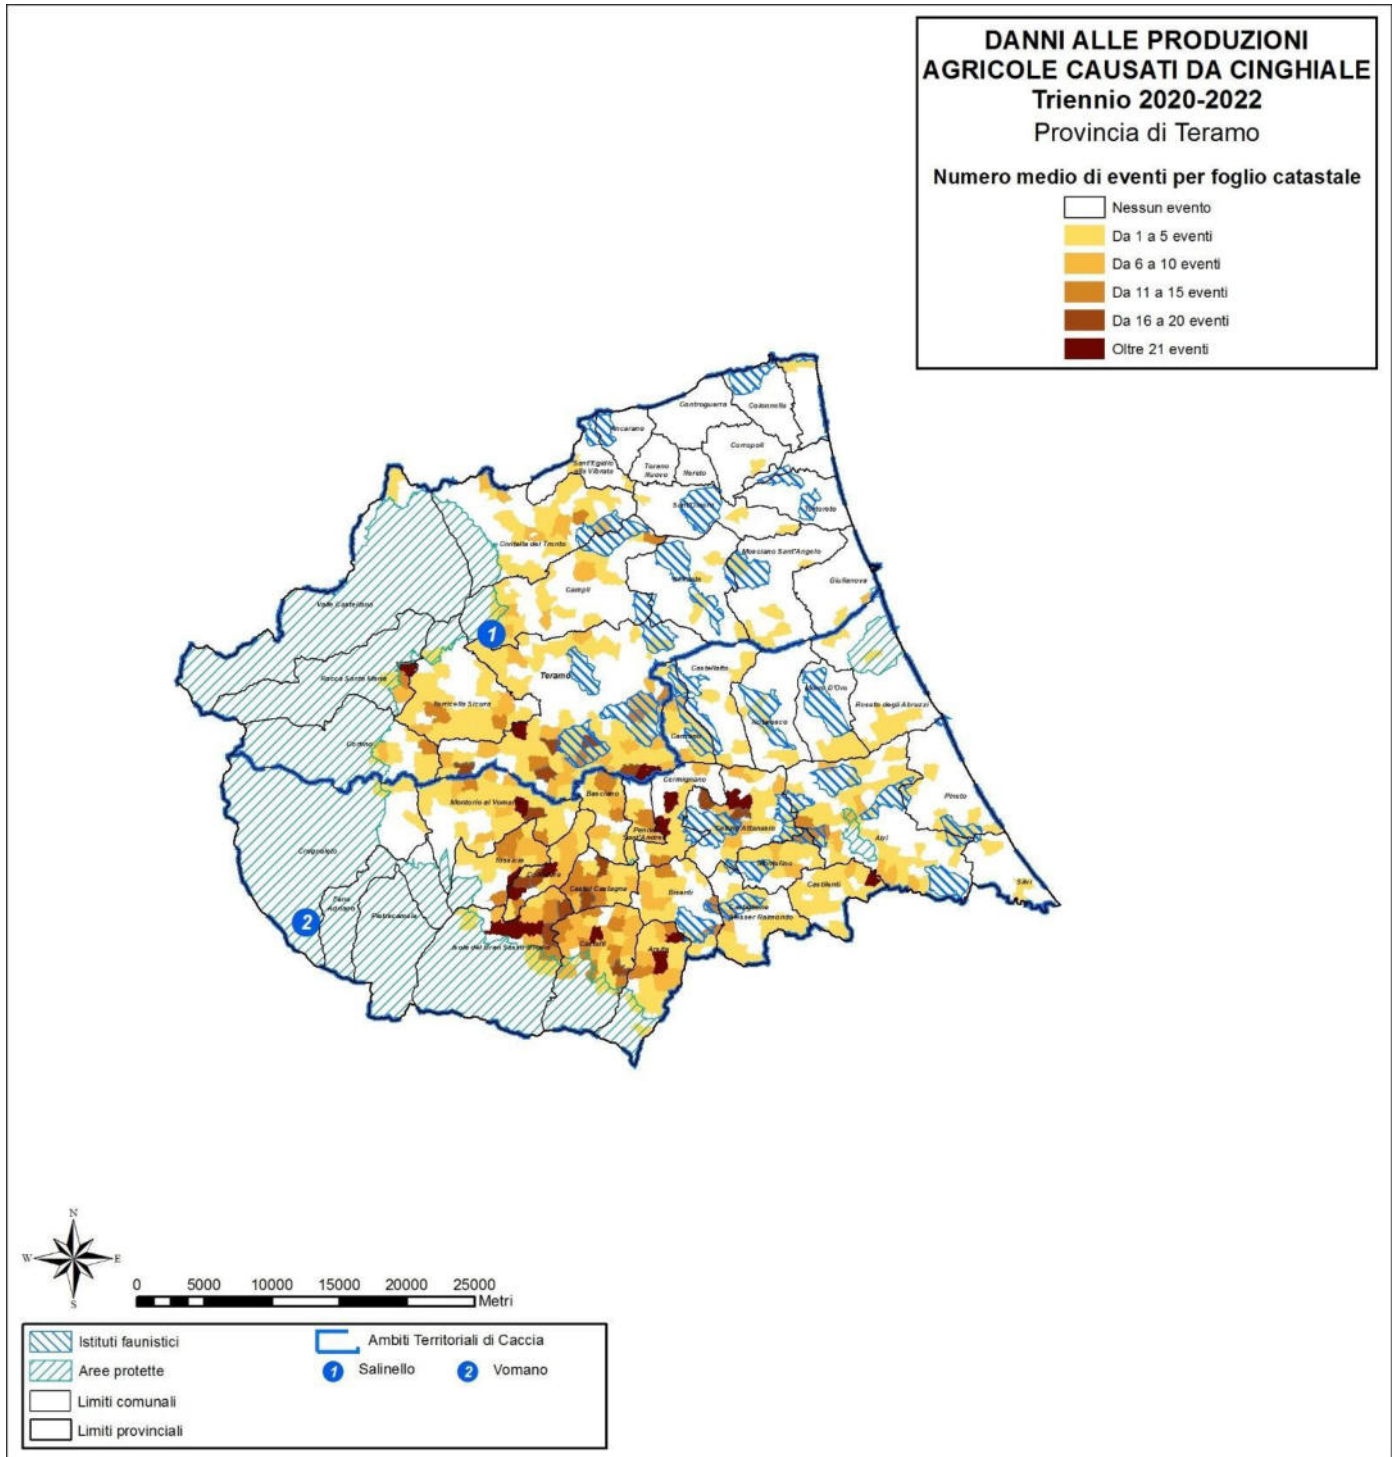 DANNI ALLE PRODUZIONI
AGRICOLE CAUSATI DA CINGHIALE
Triennio 2020-2022
Provincia di Teramo
Numero medio di eventi per foglio catastale
Nessun evento
Da 1 a 5 eventi
Da 6 a 10 eventi
Da 11 a 15 eventi
Da 16 a 20 eventi
Oltre 21 eventi
Controguerra
Colonnella
Ancarano
Corropoli
Sant'Egidio
alla Vibrata
Torano
Nuovo
Nereto
Sant'Omero
Tortoreto
Civitella del Tronto
Mosciano Sant'Angelo
Giulianova
Campli
Bellante
Valle Castellana
1
Castellalto
Teramo
Rocca Santa Maria
Morro D'Oro
Torricella Sicura
Notaresco
Roseto degli Abruzzi
Cortino
Canzano
Cermignano
Montorio al Vomano
Basciano
Pineto
Penna
Sant'Andrea
Cellino Attanasio
Atri
Crognaleto
Tossicia
Montefino
Colledara
Castel Castagna
Bisenti
Castilenti
Silvi
Fano
Adriano
Castiglione
Messer Raimondo
Pietracamela
2
Isola del Gran Sasso d'Italia
Castelli
Arsita
N
W E
S
0 5000 10000 15000 20000 25000
Metri
Istituti faunistici
Ambiti Territoriali di Caccia
Aree protette
1 Salinello 2 Vomano
Limiti comunali
Limiti provinciali